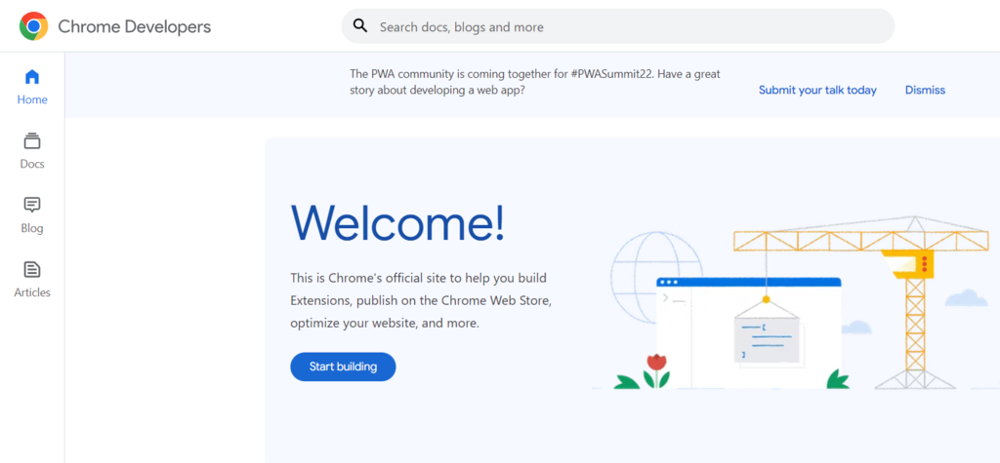 Chrome Developers
Search docs, blogs and more
Home
Docs
Blog
Articles
The PWA community is coming together for #PWASummit22. Have a great
story about developing a web app?
Submit your talk today
Dismiss
Welcome!
This is Chrome's official site to help you build
Extensions, publish on the Chrome Web Store,
optimize your website, and more.
Start building